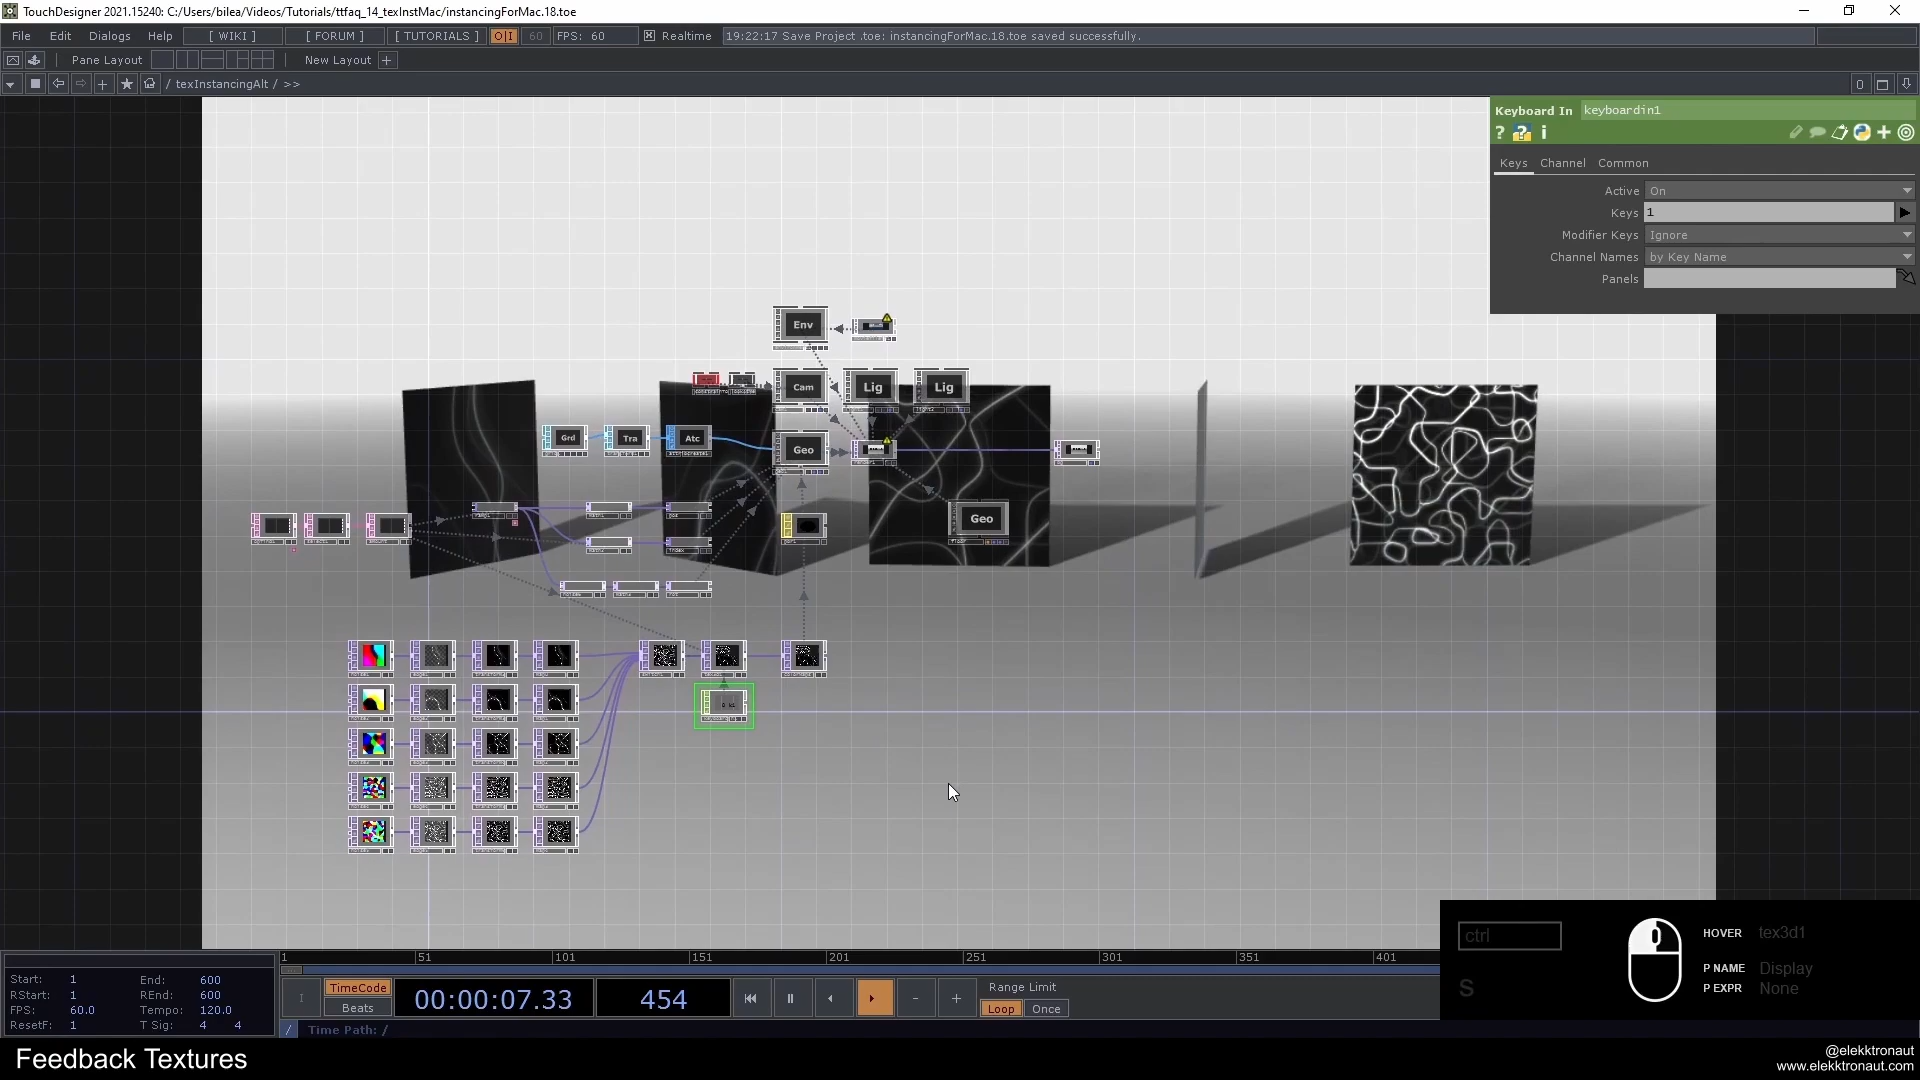 TouchDesigner 2021.15240: C:/Users/bilea/Videos/Tutorials/ttfaq_14_texInstMac/instancingForMac.18.toe
File Edit Dialogs Help [ WIKI ] [ FORUM ] [ TUTORIALS ] O|I 60 FPS: 60 Realtime 19:22:17 Save Project .toe: instancingForMac.18.toe saved successfully.
Pane Layout New Layout +
/ texInstancingAlt / >> 0
Keyboard In keyboardin1
? ? i
Keys Channel Common
Active On
Keys 1
Modifier Keys Ignore
Channel Names by Key Name
Panels
Env
Cam Lig Lig
Grd Tra Atc Geo
Geo
1 51 101 151 201 251 301 351 401
ctrl
S
HOVER tex3d1
P NAME Display
P EXPR None
Start: 1 End: 600
RStart: 1 REnd: 600
FPS: 60.0 Tempo: 120.0
ResetF: 1 T Sig: 4 4
TimeCode
Beats
00:00:07.33 454
- +
Range Limit
Loop Once
/ Time Path: /
Feedback Textures
@elekktronaut
www.elekktronaut.com